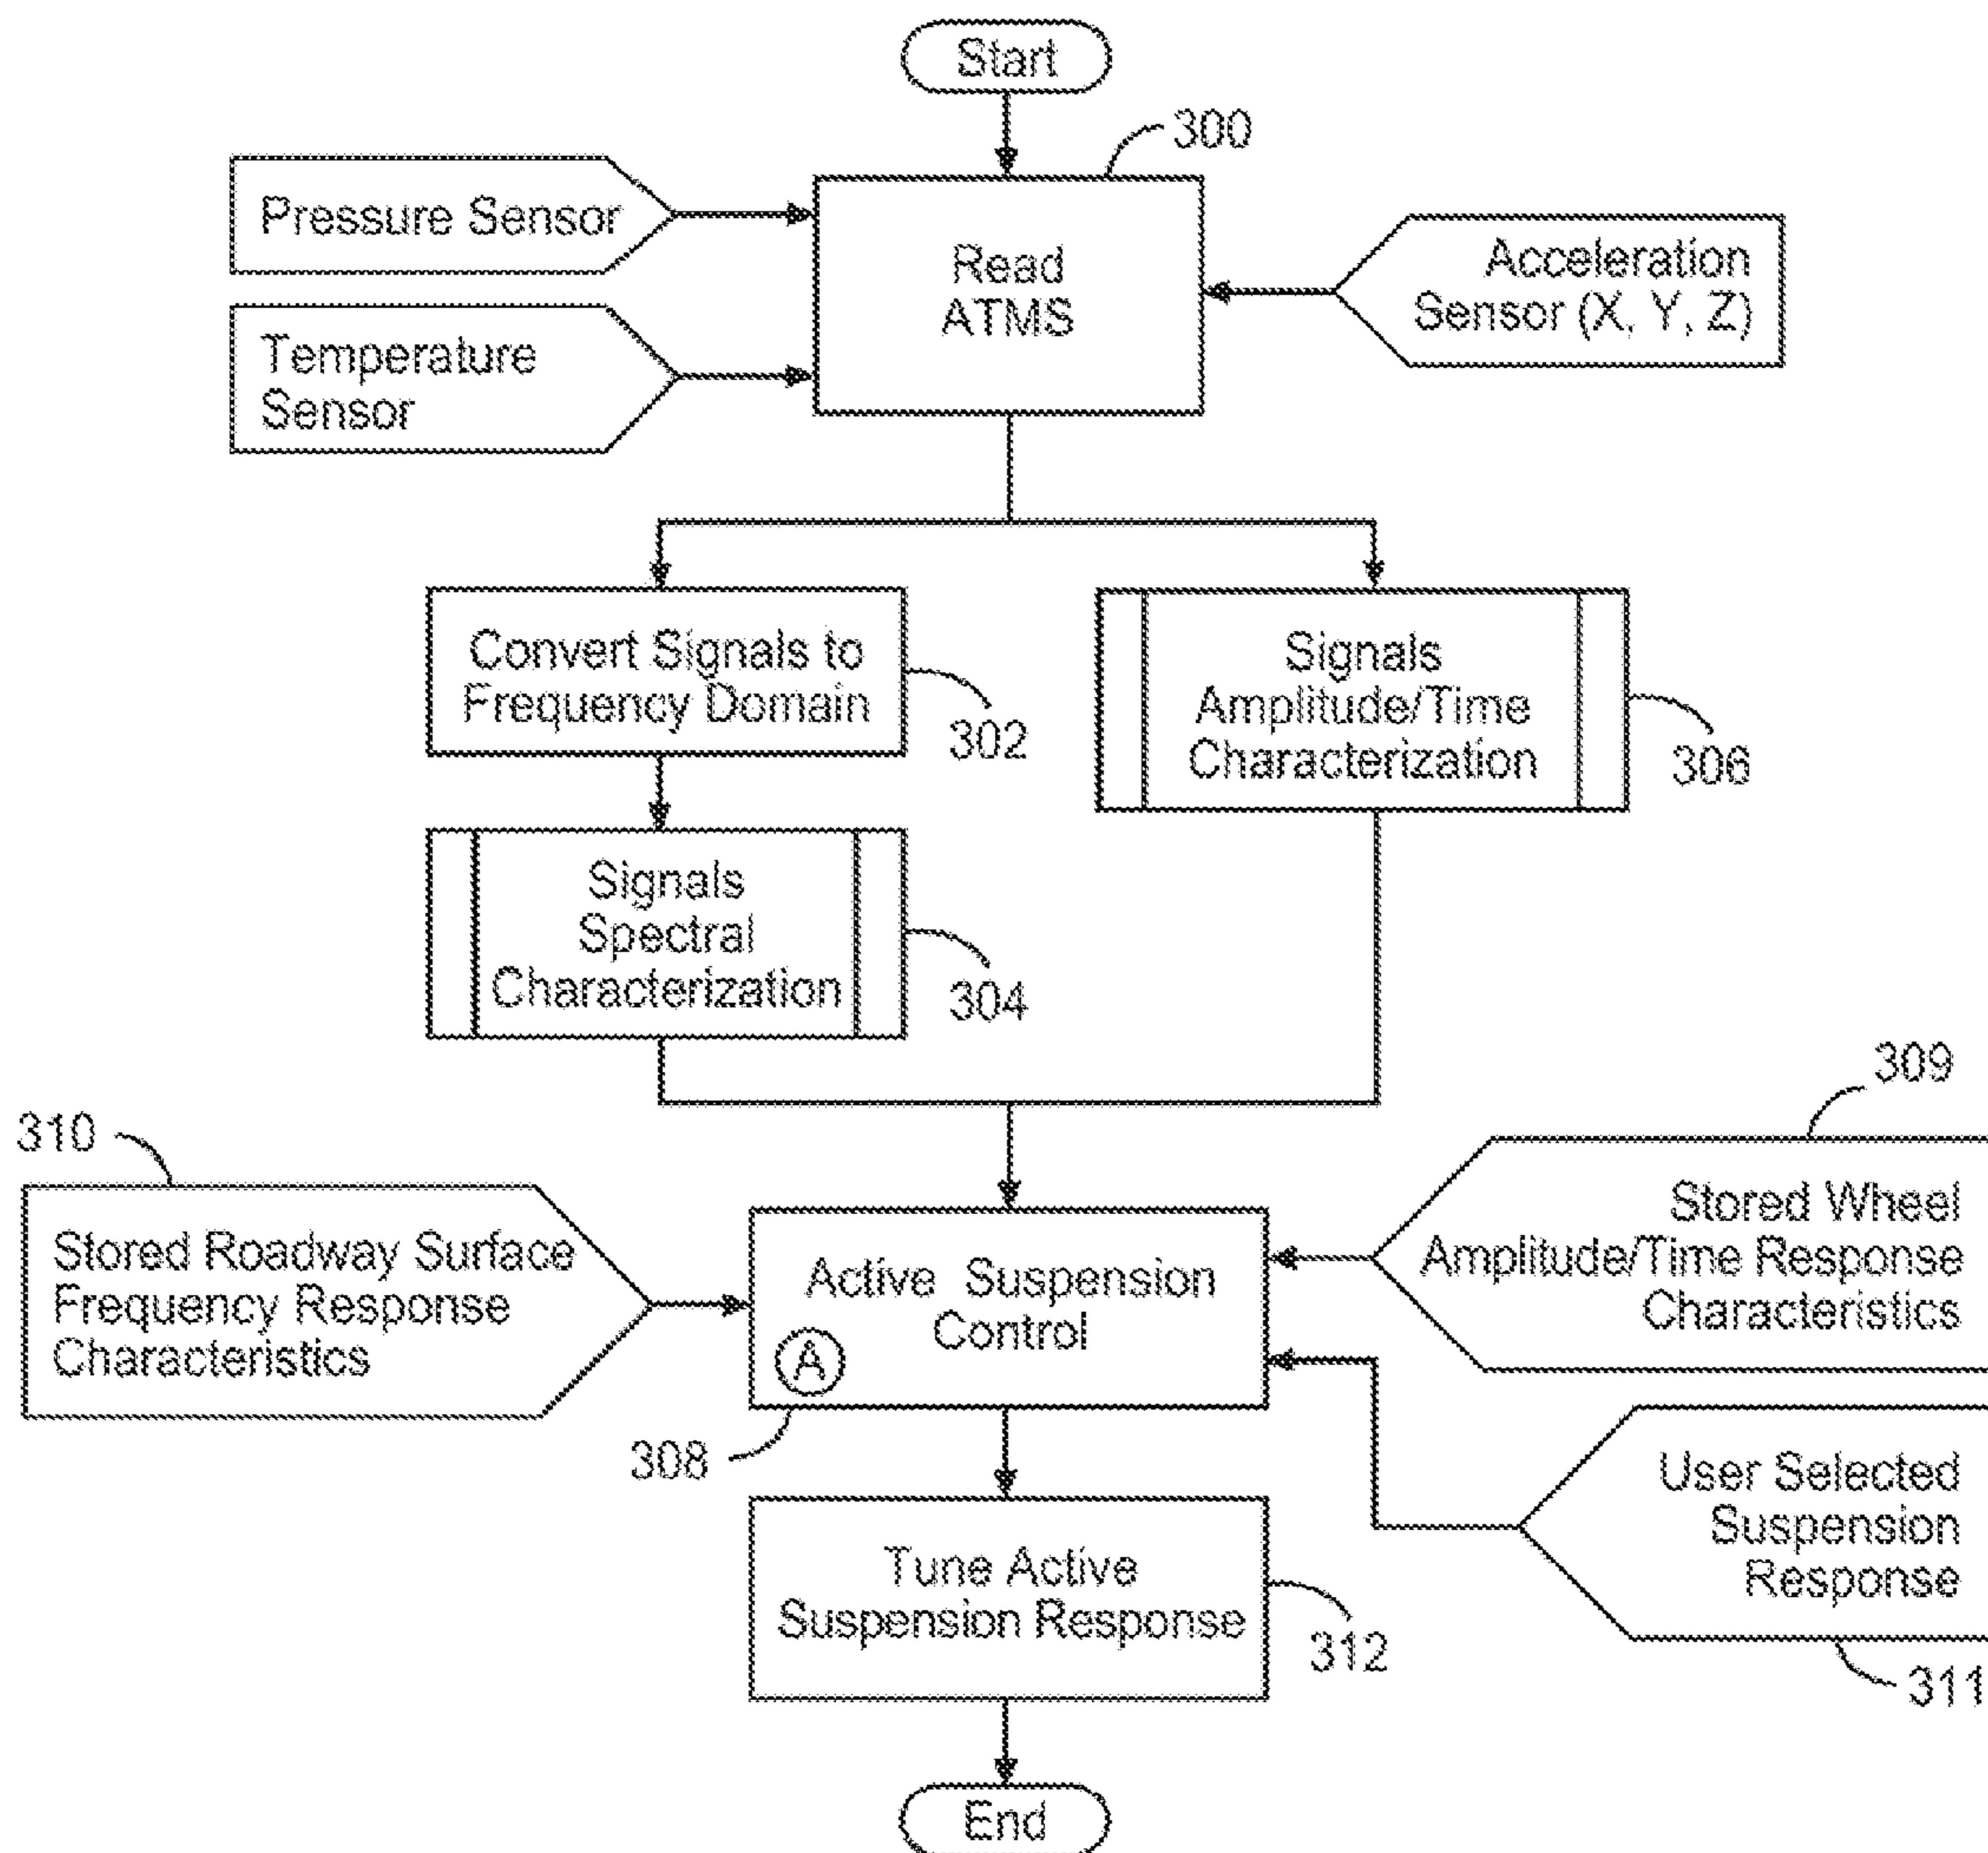 Start
300
Pressure Sensor
Read
ATMS
Acceleration
Sensor (X, Y, Z)
Temperature
Sensor
Convert Signals to
Frequency Domain
302
Signals
Amplitude/Time
Characterization
306
Signals
Spectral
Characterization
304
309
310
Stored Roadway Surface
Frequency Response
Characteristics
Active Suspension
Control
A
308
Stored Wheel
Amplitude/Time Response
Characteristics
User Selected
Suspension
Response
311
Tune Active
Suspension Response
312
End